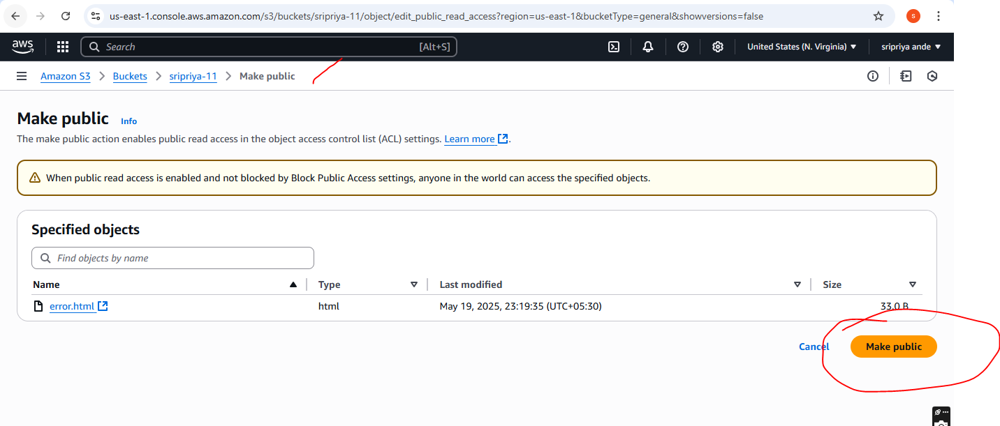 us-east-1.console.aws.amazon.com/s3/buckets/sripriya-11/object/edit_public_read_access?region=us-east-1&bucketType=general&showversions=false
S
aws
Search
[Alt+S]
United States (N. Virginia)
sripriya ande
Amazon S3 > Buckets > sripriya-11 > Make public
Make public Info
The make public action enables public read access in the object access control list (ACL) settings. Learn more.
When public read access is enabled and not blocked by Block Public Access settings, anyone in the world can access the specified objects.
Specified objects
Find objects by name
Name Type Last modified Size
error.html html May 19, 2025, 23:19:35 (UTC+05:30) 33.0 B
Cancel Make public